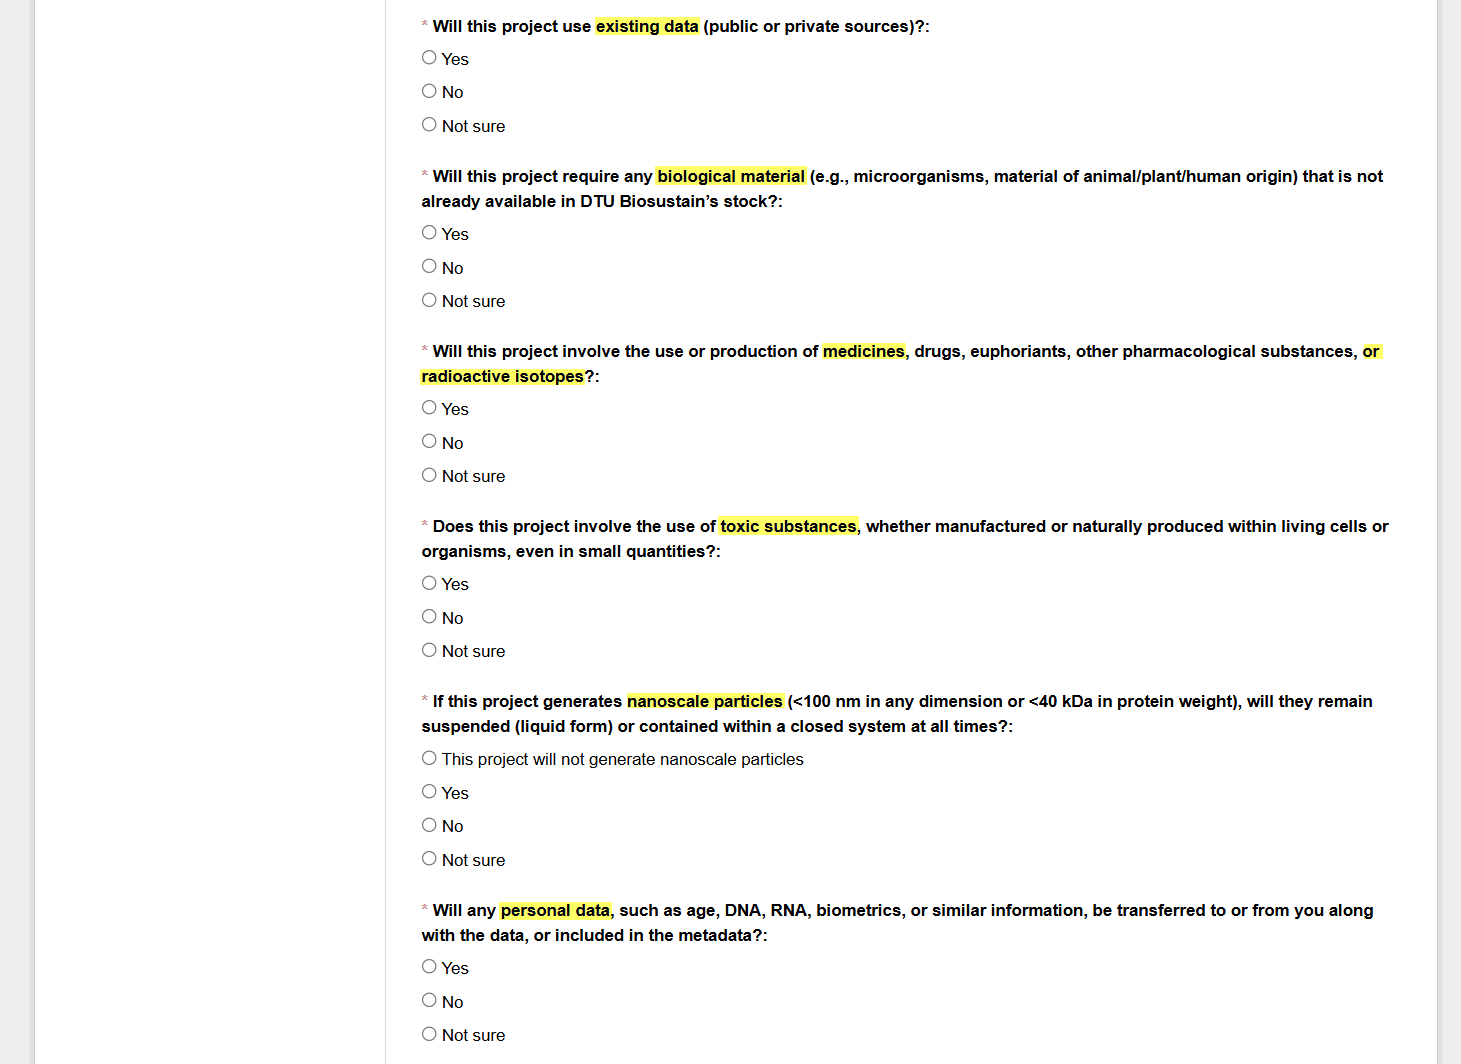 * Will this project use existing data (public or private sources)?:
Yes
No
Not sure
* Will this project require any biological material (e.g., microorganisms, material of animal/plant/human origin) that is not
already available in DTU Biosustain’s stock?:
Yes
No
Not sure
* Will this project involve the use or production of medicines, drugs, euphoriants, other pharmacological substances, or
radioactive isotopes?:
Yes
No
Not sure
* Does this project involve the use of toxic substances, whether manufactured or naturally produced within living cells or
organisms, even in small quantities?:
Yes
No
Not sure
* If this project generates nanoscale particles (<100 nm in any dimension or <40 kDa in protein weight), will they remain
suspended (liquid form) or contained within a closed system at all times?:
This project will not generate nanoscale particles
Yes
No
Not sure
* Will any personal data, such as age, DNA, RNA, biometrics, or similar information, be transferred to or from you along
with the data, or included in the metadata?:
Yes
No
Not sure